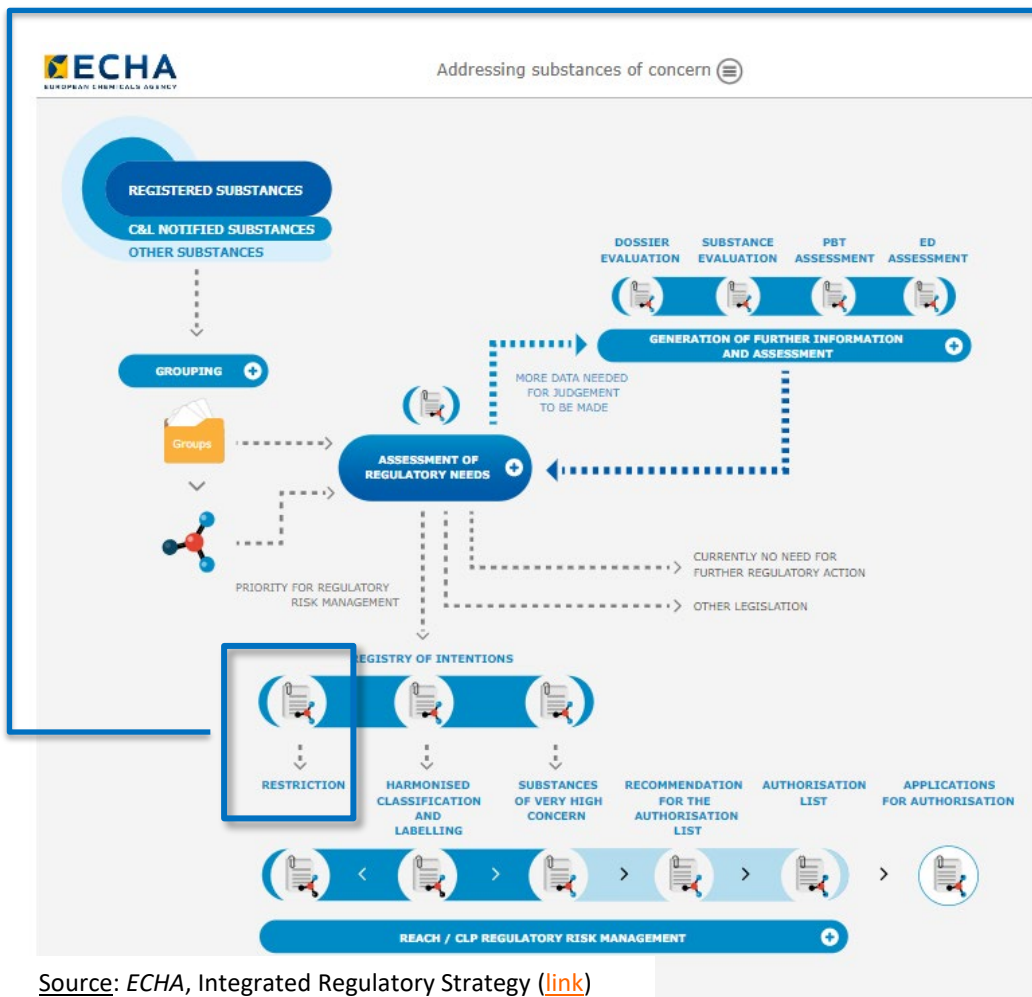 ECHA
EUROPEAN CHEMICALS AGENCY
Addressing substances of concern
REGISTERED SUBSTANCES
C&L NOTIFIED SUBSTANCES
OTHER SUBSTANCES
DOSSIER
EVALUATION
SUBSTANCE
EVALUATION
PBT
ASSESSMENT
ED
ASSESSMENT
GENERATION OF FURTHER INFORMATION
AND ASSESSMENT
GROUPING
MORE DATA NEEDED
FOR JUDGEMENT
TO BE MADE
Groups
ASSESSMENT OF
REGULATORY NEEDS
CURRENTLY NO NEED FOR
FURTHER REGULATORY ACTION
PRIORITY FOR REGULATORY
RISK MANAGEMENT
OTHER LEGISLATION
REGISTRY OF INTENTIONS
RESTRICTION
HARMONISED
CLASSIFICATION
AND
LABELLING
SUBSTANCES
OF VERY HIGH
CONCERN
RECOMMENDATION
FOR THE
AUTHORISATION
LIST
AUTHORISATION
LIST
APPLICATIONS
FOR AUTHORISATION
REACH / CLP REGULATORY RISK MANAGEMENT
Source: ECHA, Integrated Regulatory Strategy (link)